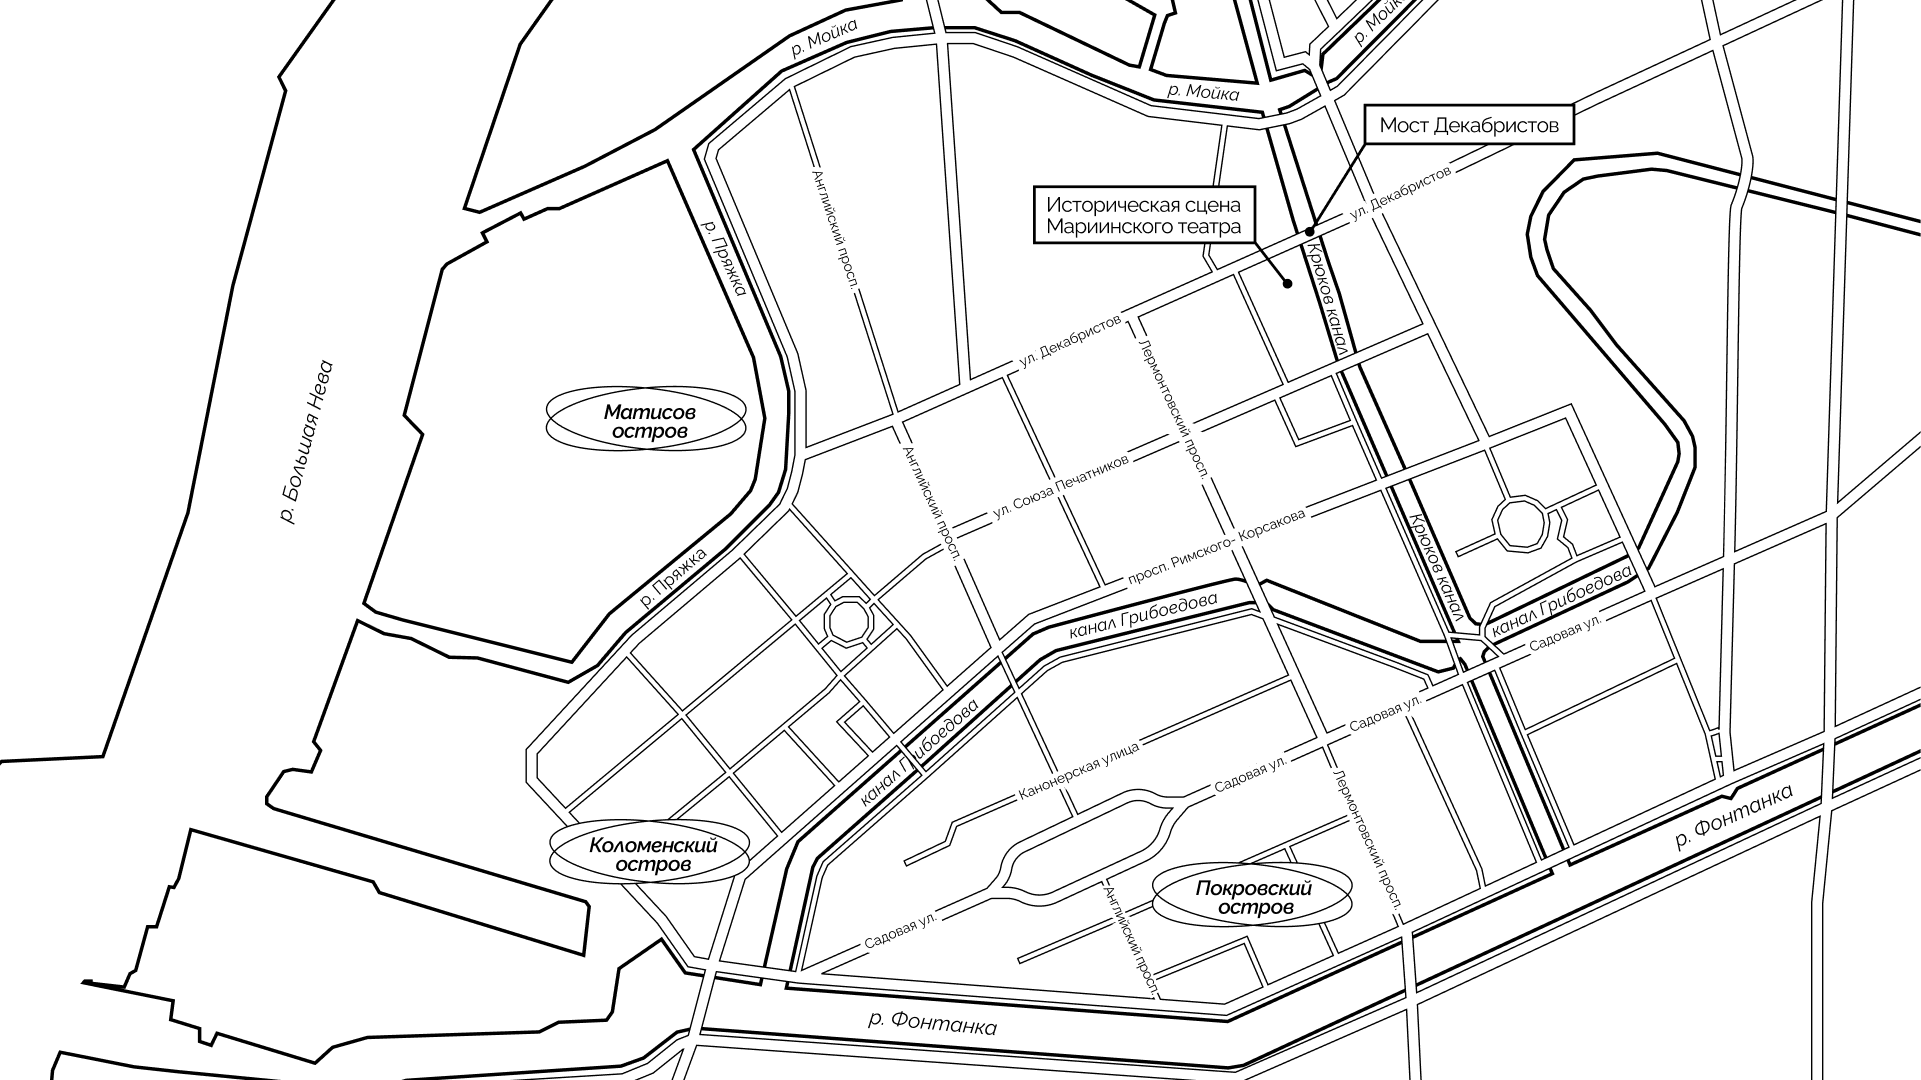 р. Мойка
р. Мойка
р. Мойка
Мост Декабристов
ул. Декабристов
Историческая сцена
Мариинского театра
Английский просп.
р. Пряжка
Крюков канал
ул. Декабристов
Лермонтовский просп.
р. Большая Нева
Матисов
остров
Английский просп.
ул. Союза Печатников
просп. Римского- Корсакова
Крюков канал
р. Пряжка
канал Грибоедова
канал Грибоедова
Садовая ул.
канал Грибоедова
Садовая ул.
Канонерская улица
Садовая ул.
Лермонтовский просп.
р. Фонтанка
Коломенский
остров
Покровский
остров
Садовая ул.
Английский просп.
р. Фонтанка